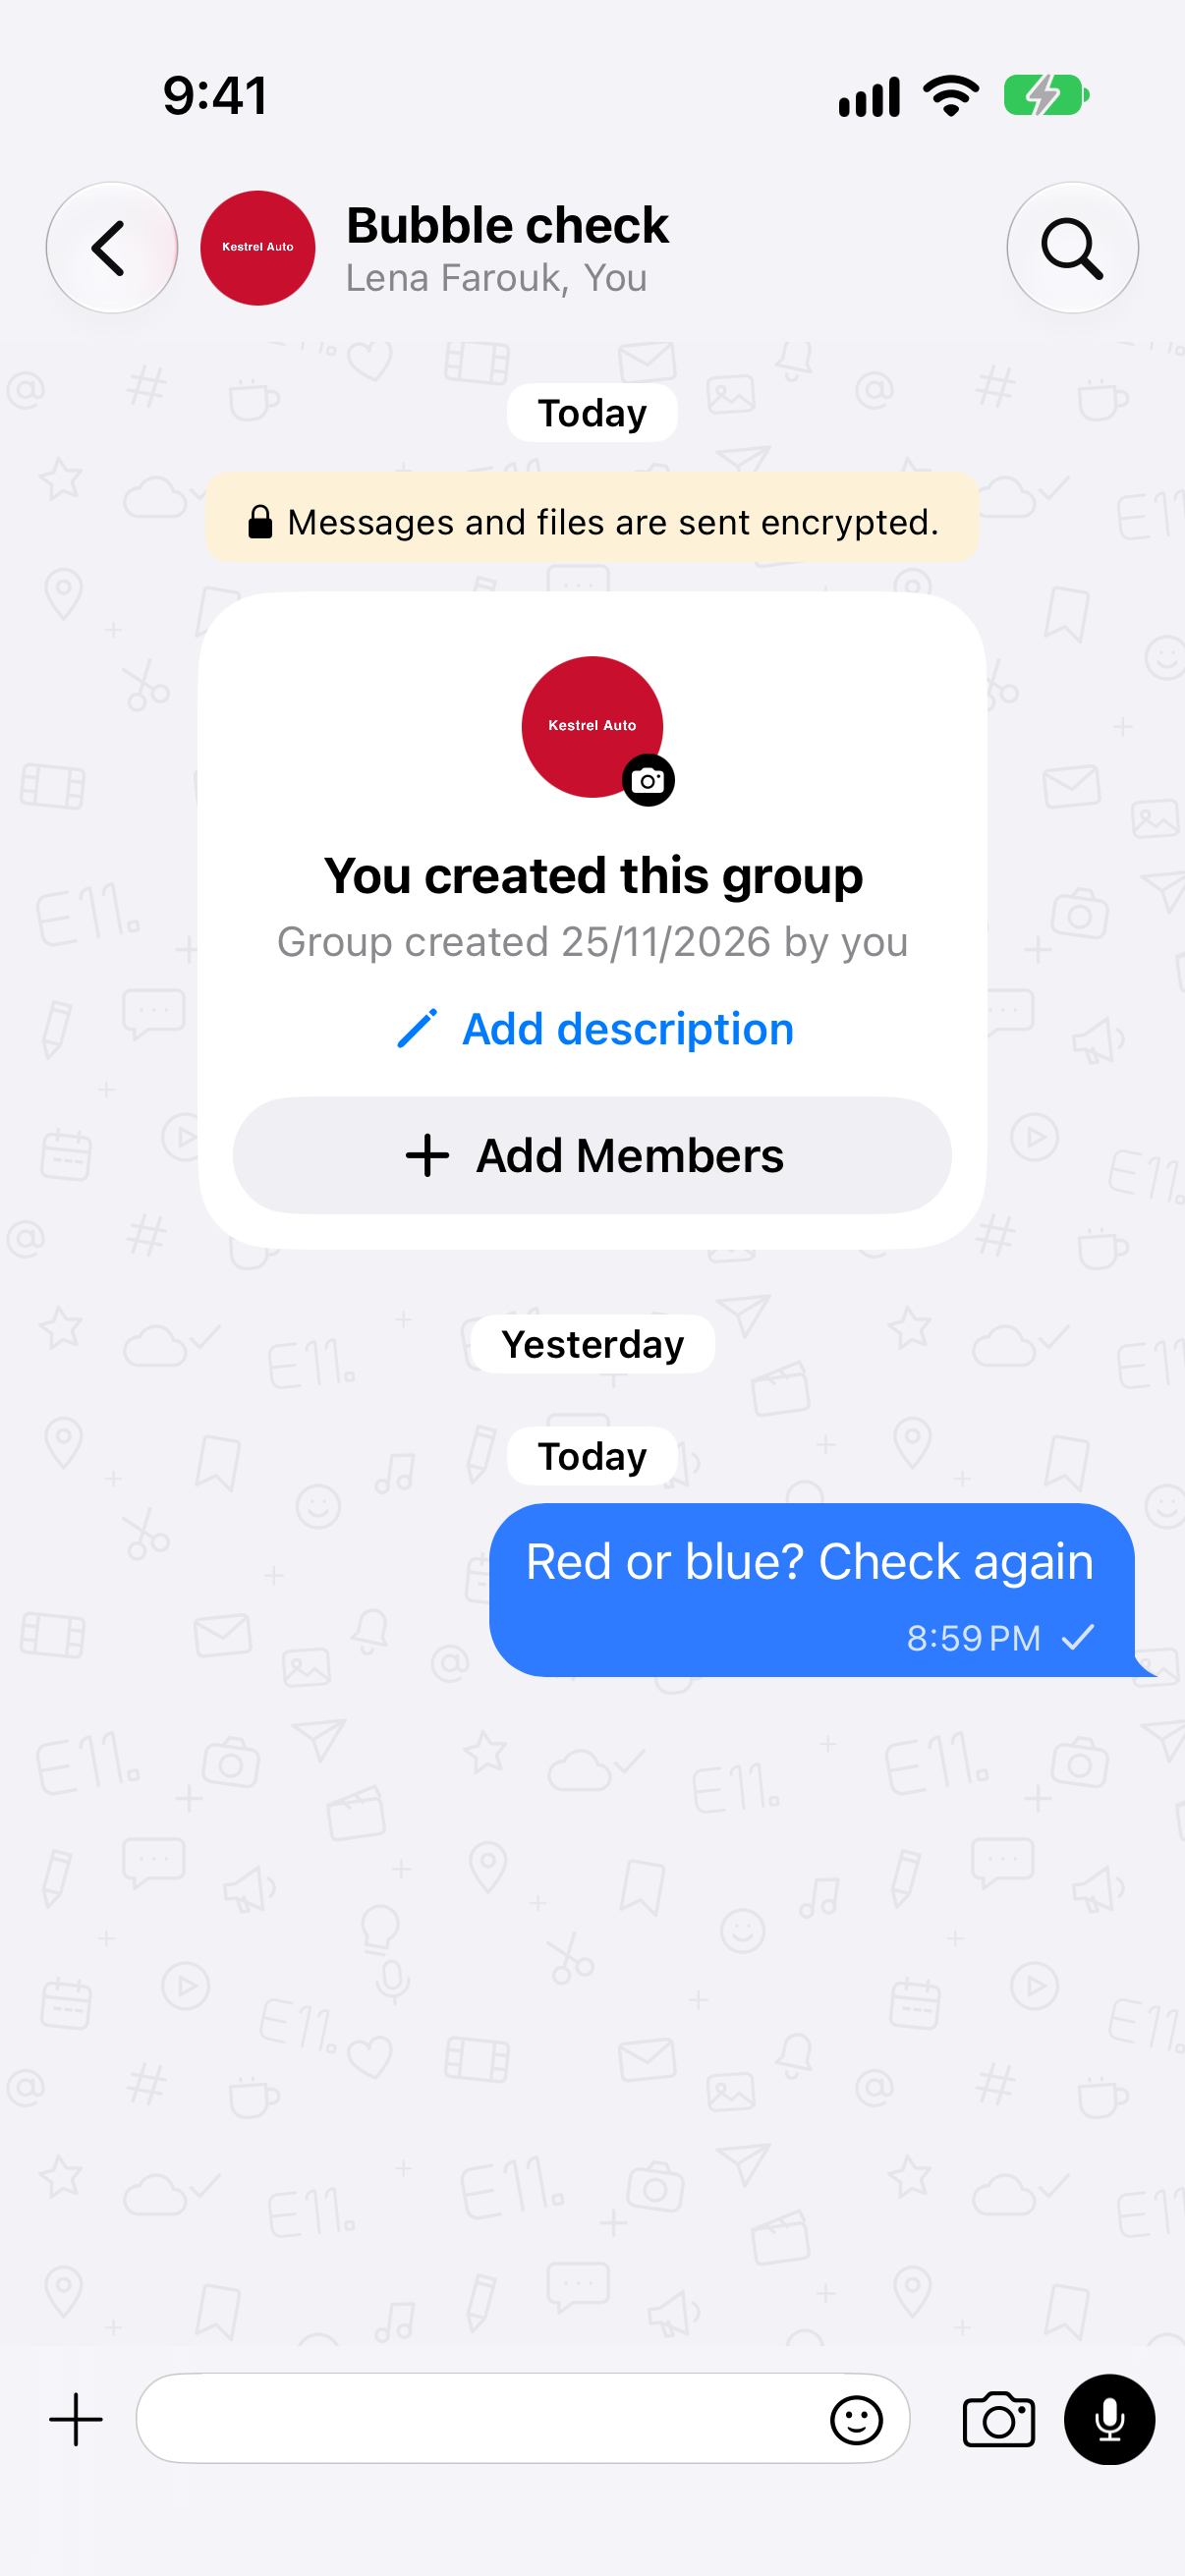 9:41
Kestrel Auto
Bubble check
Lena Farouk, You
Today
Messages and files are sent encrypted.
Kestrel Auto
You created this group
Group created 25/11/2026 by you
Add description
Add Members
Yesterday
Today
Red or blue? Check again
8:59 PM